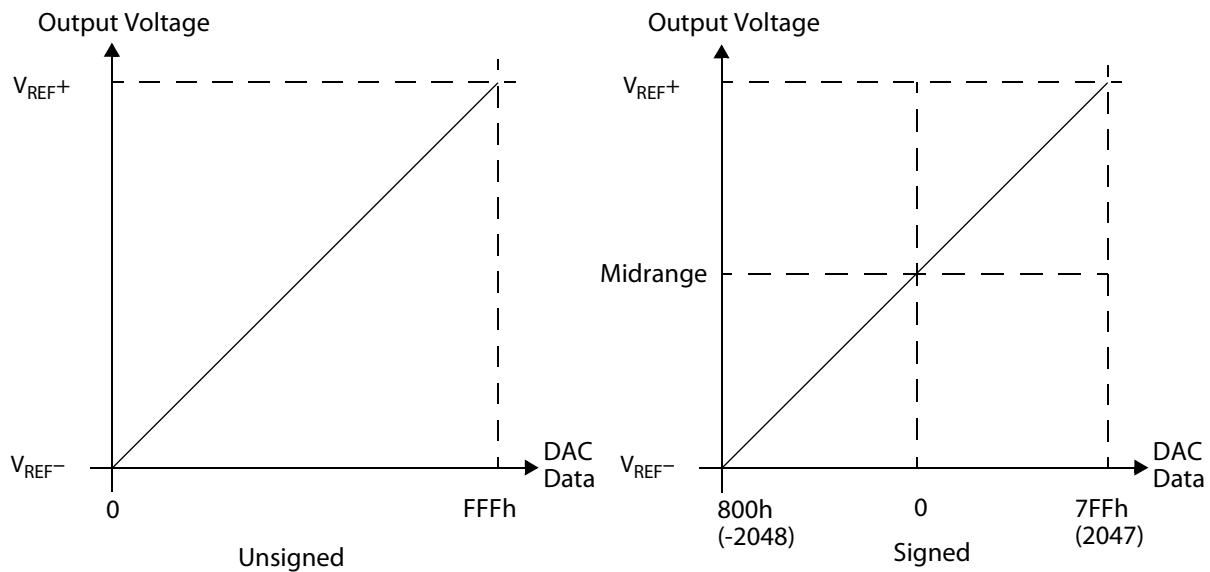 Output Voltage
VREF+
VREF−
0
FFFh
DAC
Data
Unsigned
Output Voltage
VREF+
Midrange
VREF−
800h
(-2048)
0
7FFh
(2047)
DAC
Data
Signed